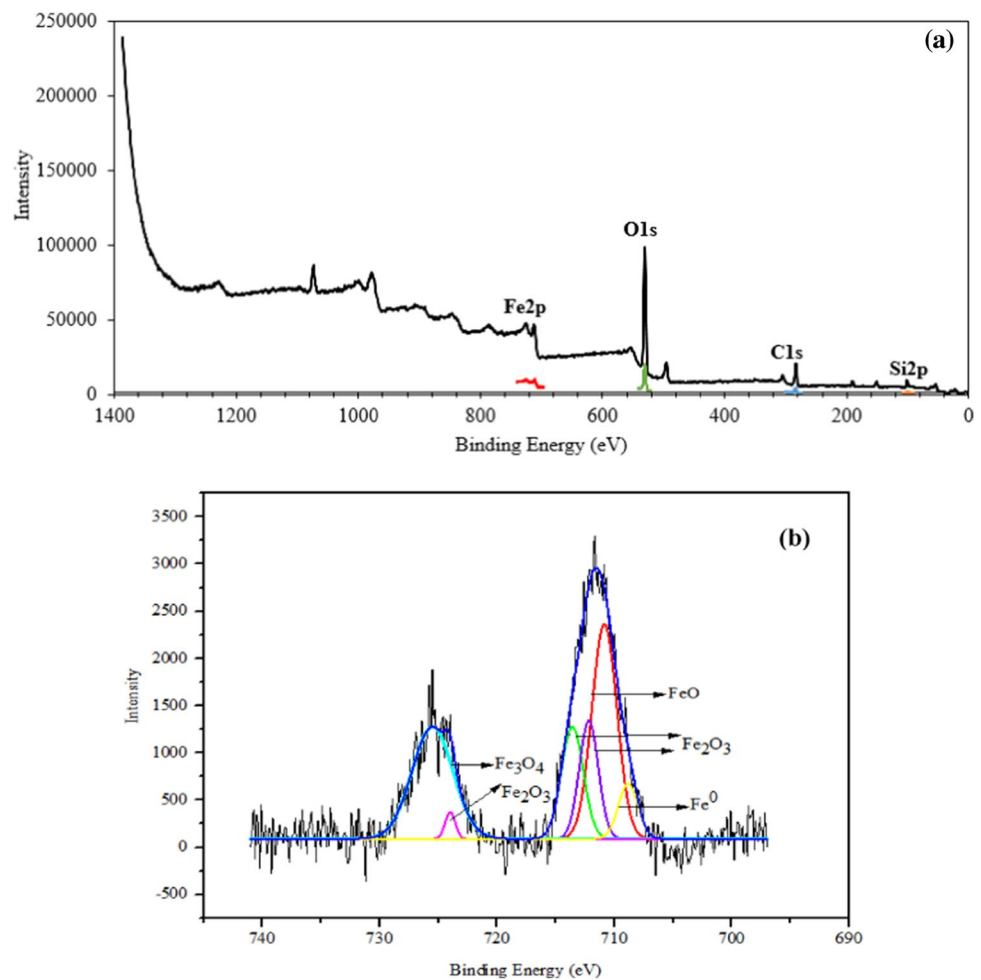 250000
(a)
200000
150000
100000
50000
0
Intensity
O1s
Fe2p
C1s
Si2p
1400 1200 1000 800 600 400 200 0
Binding Energy (eV)
3500
3000
2500
2000
1500
1000
500
0
-500
Intensity
(b)
FeO
Fe2O3
Fe3O4
Fe2O3
Fe0
740 730 720 710 700 690
Binding Energy (eV)